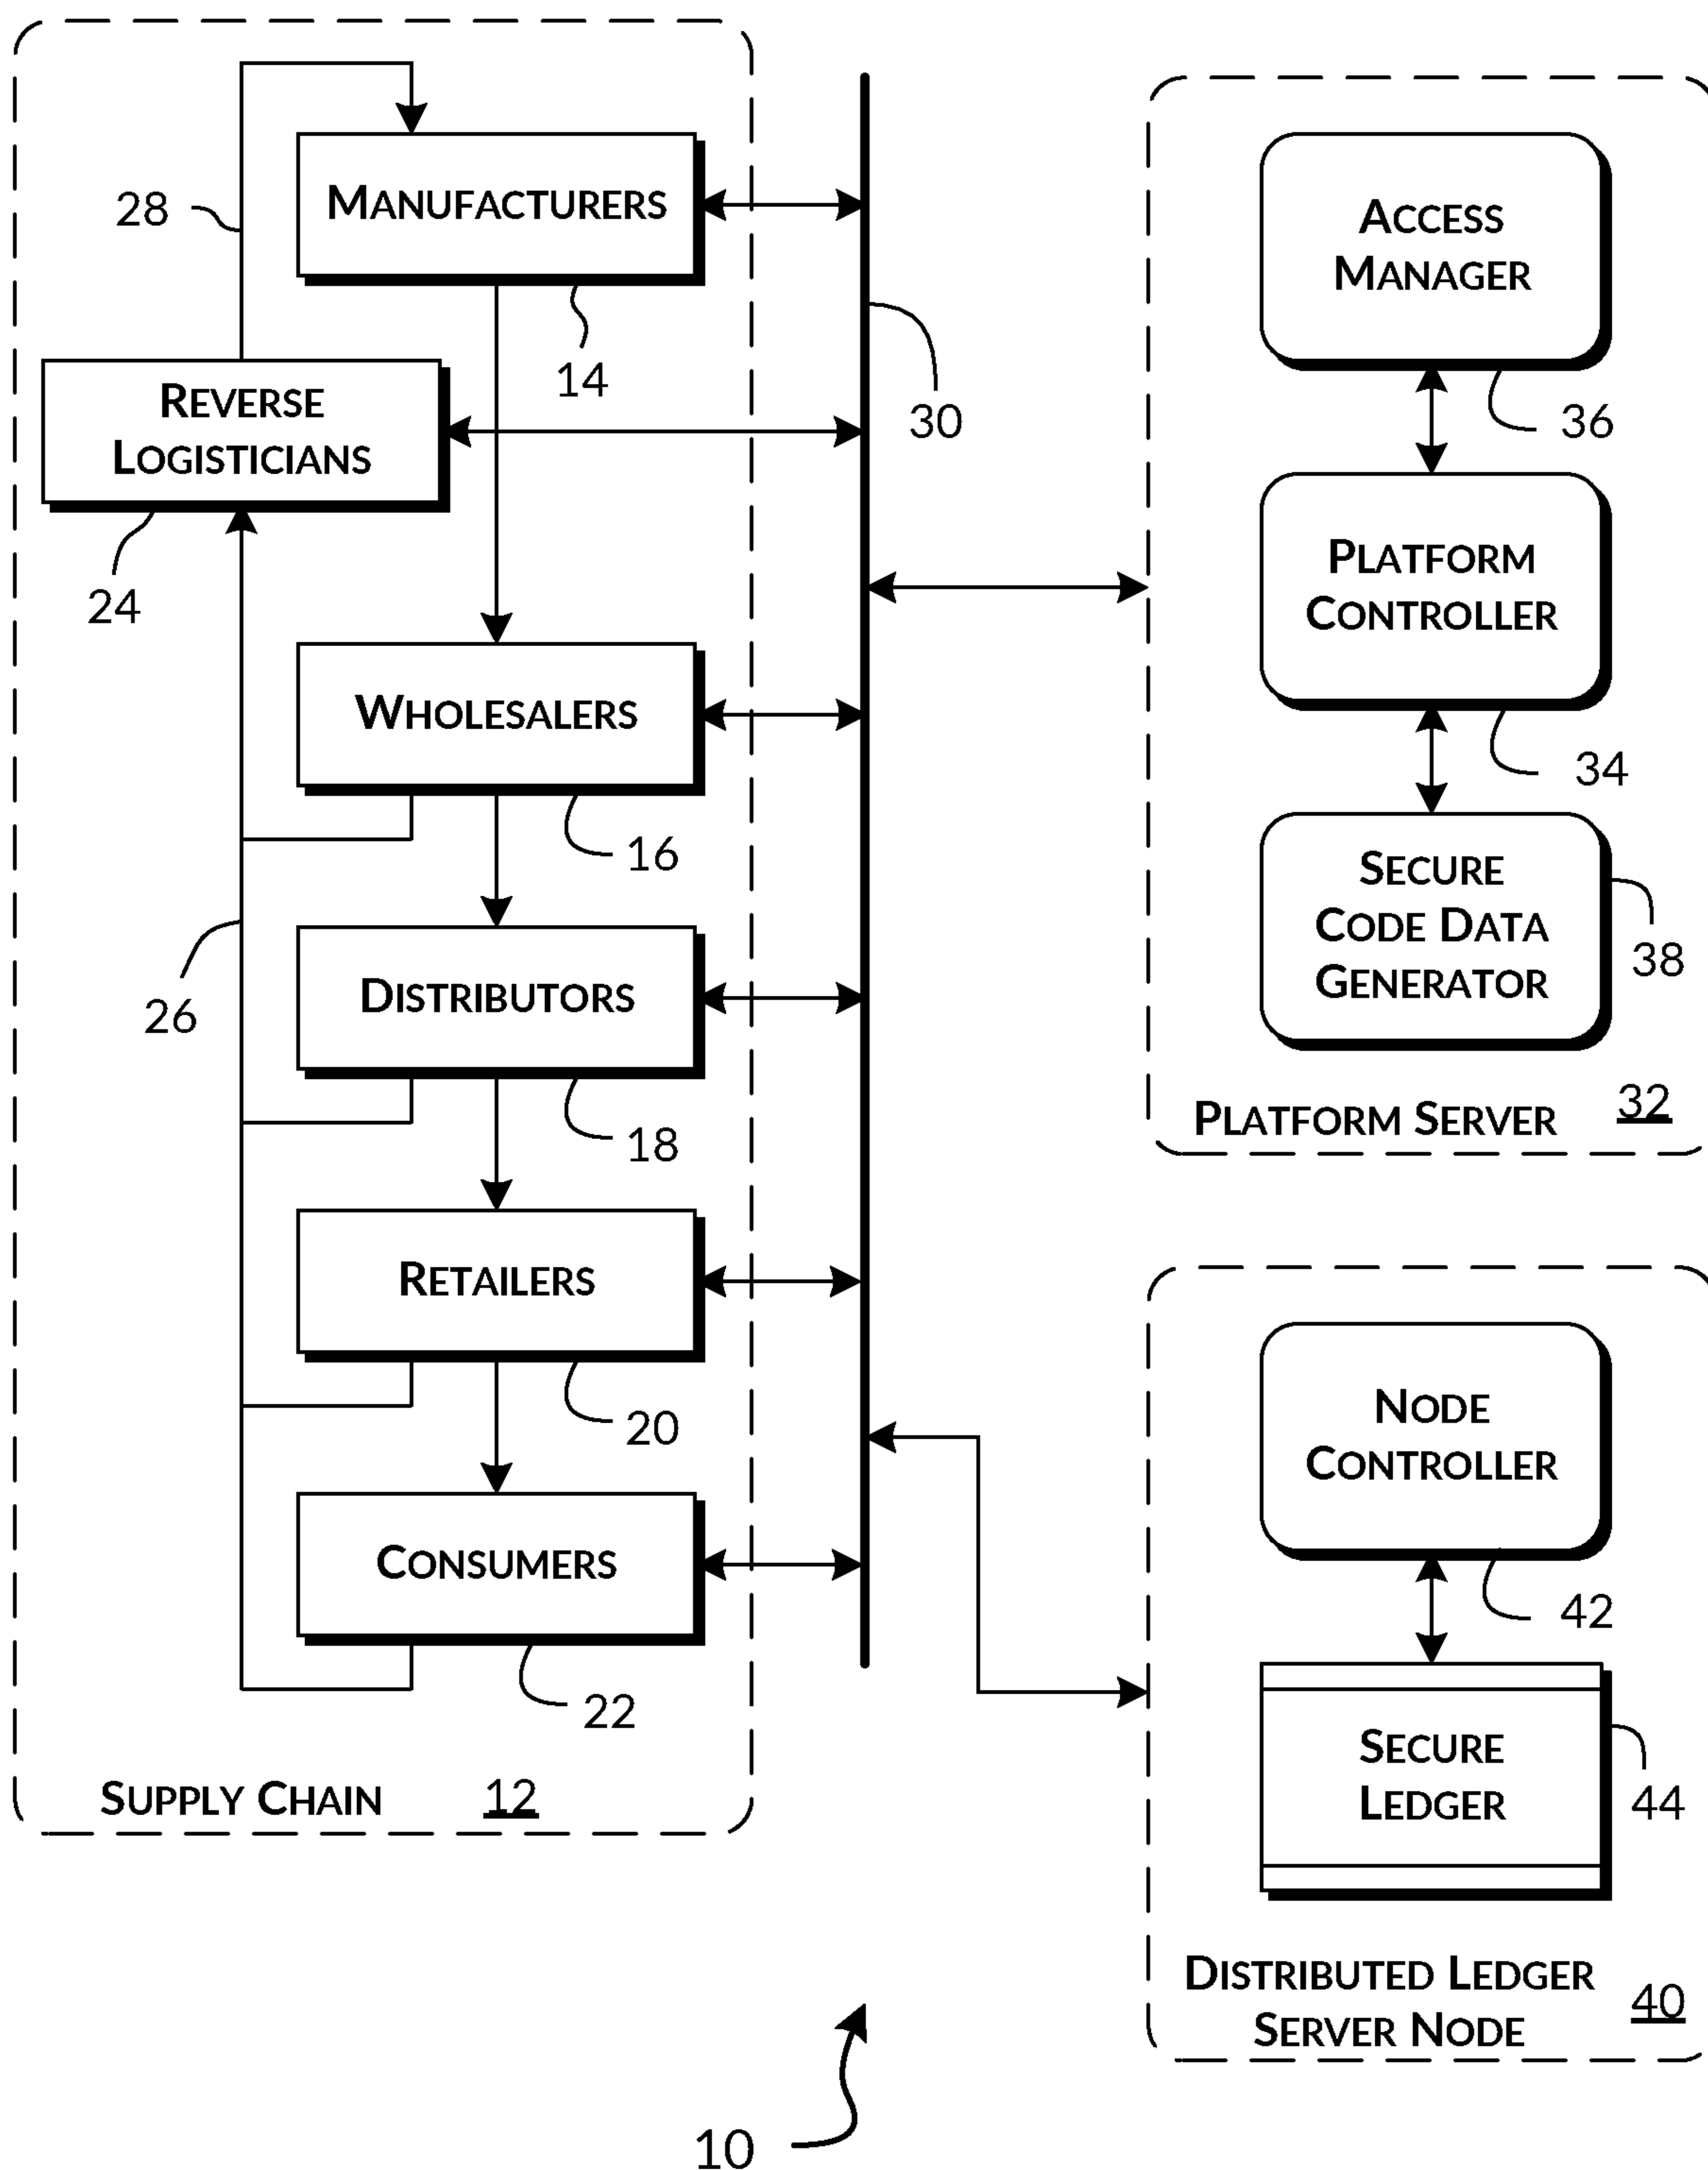 MANUFACTURERS
28
14
REVERSE
LOGISTICIANS
24
WHOLESALERS
16
26
DISTRIBUTORS
18
RETAILERS
20
CONSUMERS
22
SUPPLY CHAIN 12
30
ACCESS
MANAGER
36
PLATFORM
CONTROLLER
34
SECURE
CODE DATA
GENERATOR
38
PLATFORM SERVER 32
NODE
CONTROLLER
42
SECURE
LEDGER
44
DISTRIBUTED LEDGER
SERVER NODE 40
10